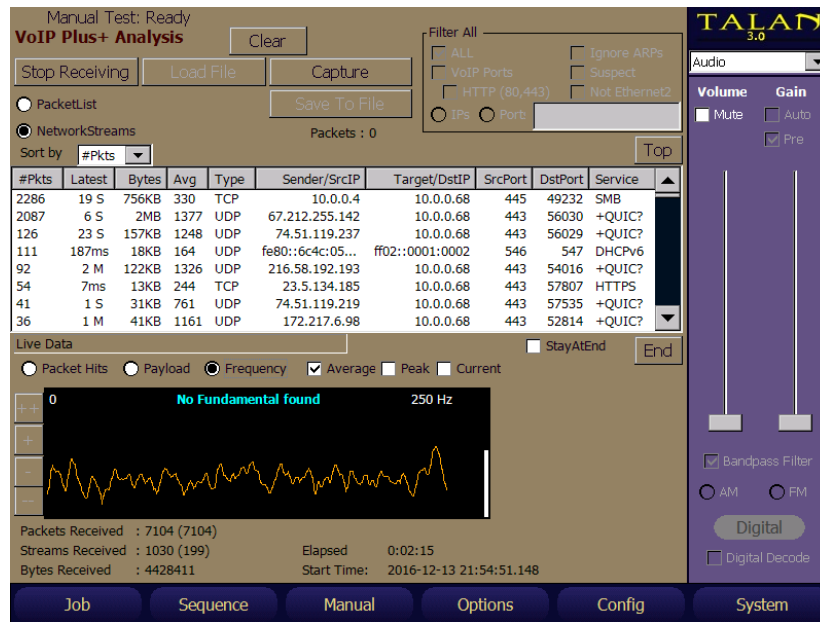 Manual Test: Ready
VoIP Plus+ Analysis
Clear
Stop Receiving
Load File
Capture
PacketList
Save To File
NetworkStreams
Packets : 0
Sort by #Pkts
Filter All
ALL
Ignore ARPs
VoIP Ports
Suspect
HTTP (80,443)
Not Ethernet2
IPs
Port:
Top
#Pkts Latest Bytes Avg Type Sender/SrcIP Target/DstIP SrcPort DstPort Service
2286 19 S 756KB 330 TCP 10.0.0.4 10.0.0.68 445 49232 SMB
2087 6 S 2MB 1377 UDP 67.212.255.142 10.0.0.68 443 56030 +QUIC?
126 23 S 157KB 1248 UDP 74.51.119.237 10.0.0.68 443 56029 +QUIC?
111 187ms 18KB 164 UDP fe80::6c4c:05... ff02::0001:0002 546 547 DHCPv6
92 2 M 122KB 1326 UDP 216.58.192.193 10.0.0.68 443 54016 +QUIC?
54 7ms 13KB 244 TCP 23.5.134.185 10.0.0.68 443 57807 HTTPS
41 1 S 31KB 761 UDP 74.51.119.219 10.0.0.68 443 57535 +QUIC?
36 1 M 41KB 1161 UDP 172.217.6.98 10.0.0.68 443 52814 +QUIC?
Live Data
StayAtEnd
End
Packet Hits Payload Frequency Average Peak Current
++
+
-
--
0 No Fundamental found 250 Hz
Packets Received : 7104 (7104)
Streams Received : 1030 (199) Elapsed 0:02:15
Bytes Received : 4428411 Start Time: 2016-12-13 21:54:51.148
TALAN
3.0
Audio
Volume Gain
Mute Auto
Pre
Bandpass Filter
AM FM
Digital
Digital Decode
Job Sequence Manual Options Config System